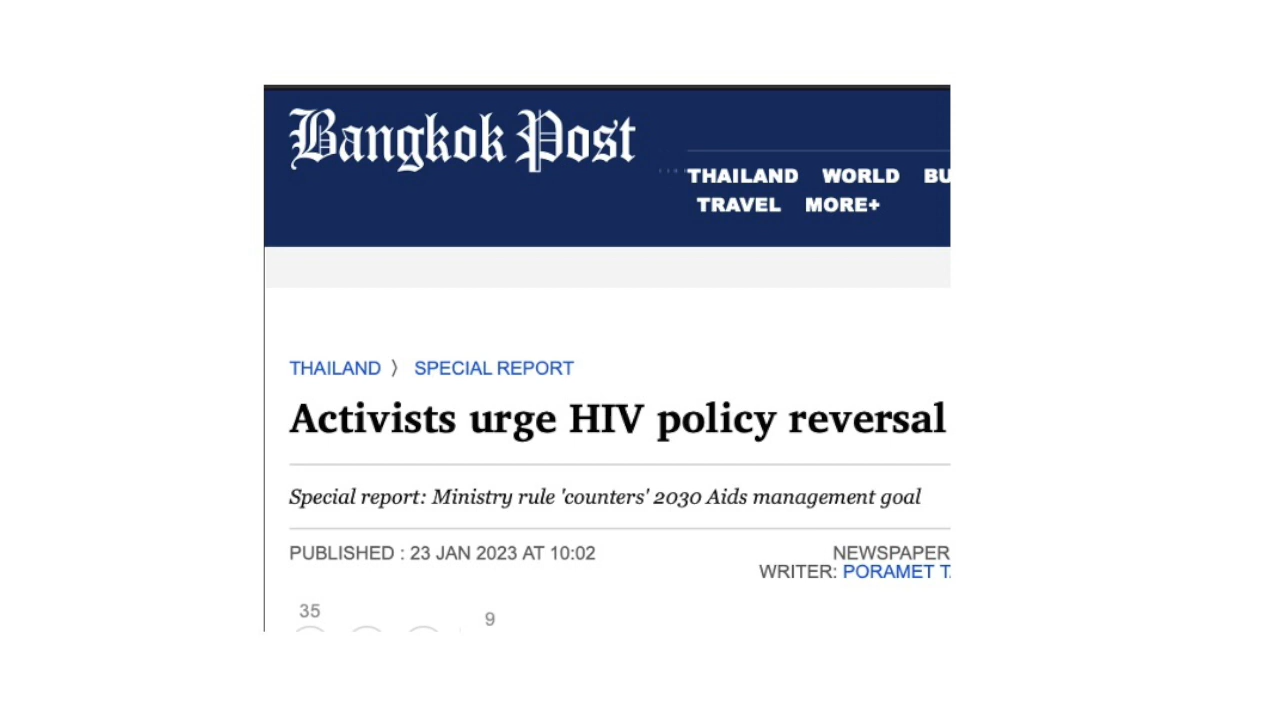 Bangkok Post
THAILAND WORLD BU
TRAVEL MORE+
THAILAND 〉 SPECIAL REPORT
Activists urge HIV policy reversal
Special report: Ministry rule 'counters' 2030 Aids management goal
PUBLISHED : 23 JAN 2023 AT 10:02
NEWSPAPER
WRITER: PORAMET T
35
9